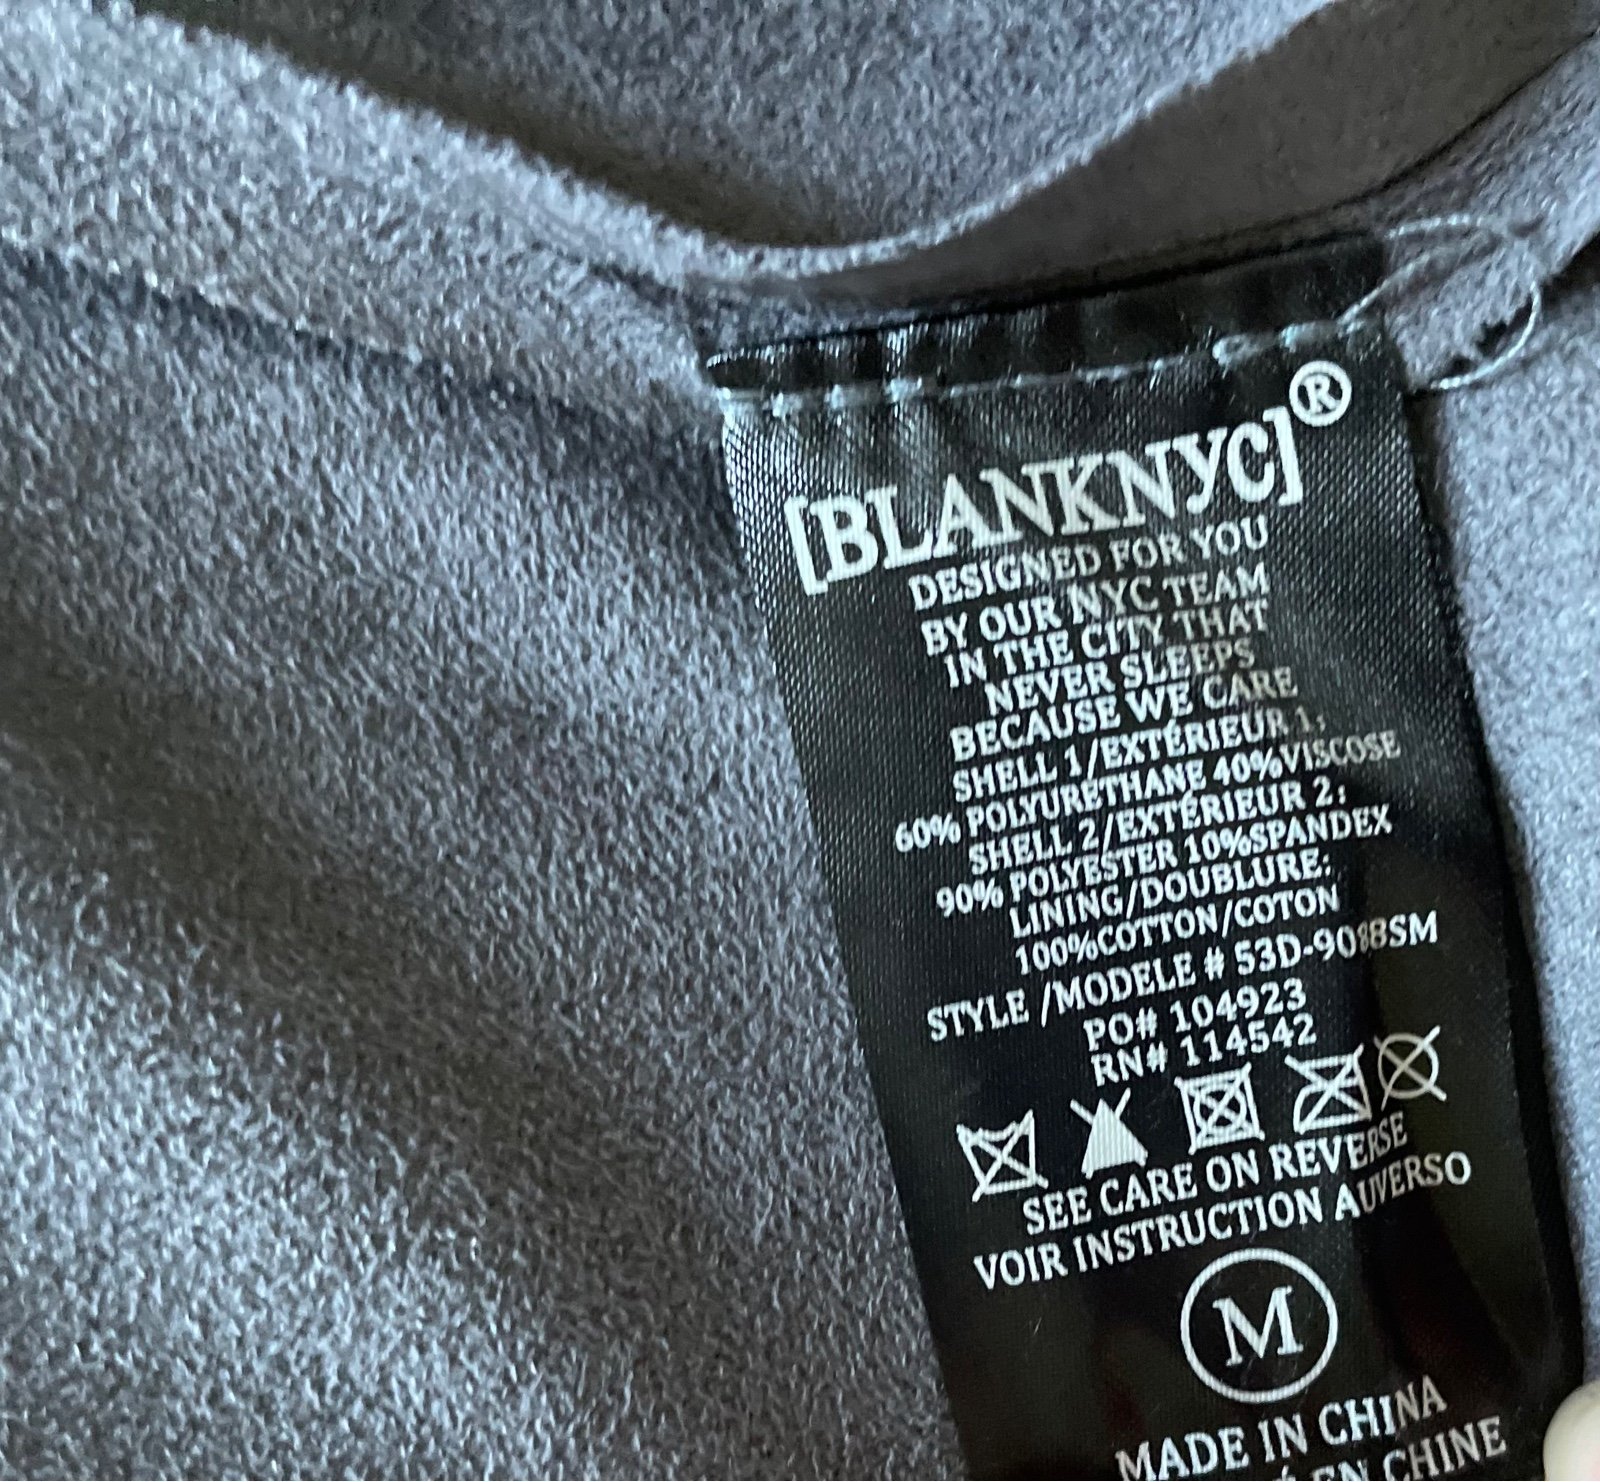 [BLANKNYC]®
DESIGNED FOR YOU
BY OUR NYC TEAM
IN THE CITY THAT
NEVER SLEEPS
BECAUSE WE CARE
SHELL 1/EXTÉRIEUR 1:
60% POLYURETHANE 40%VISCOSE
SHELL 2/EXTÉRIEUR 2:
90% POLYESTER 10%SPANDEX
LINING/DOUBLURE:
100%COTTON/COTON
STYLE /MODELE #
PO# 104923
RN# 114542
SEE CARE ON REVERSE
VOIR INSTRUCTION AUVERSO
M
MADE IN CHINA
EN CHINE